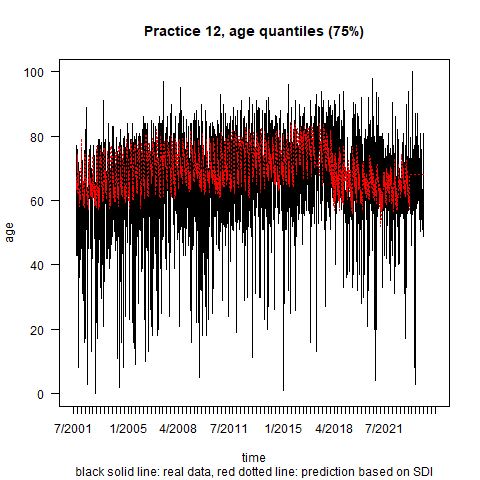 Practice 12, age quantiles (75%)
100
80
60
40
20
0
age
7/2001 1/2005 4/2008 7/2011 1/2015 4/2018 7/2021
time
black solid line: real data, red dotted line: prediction based on SDI